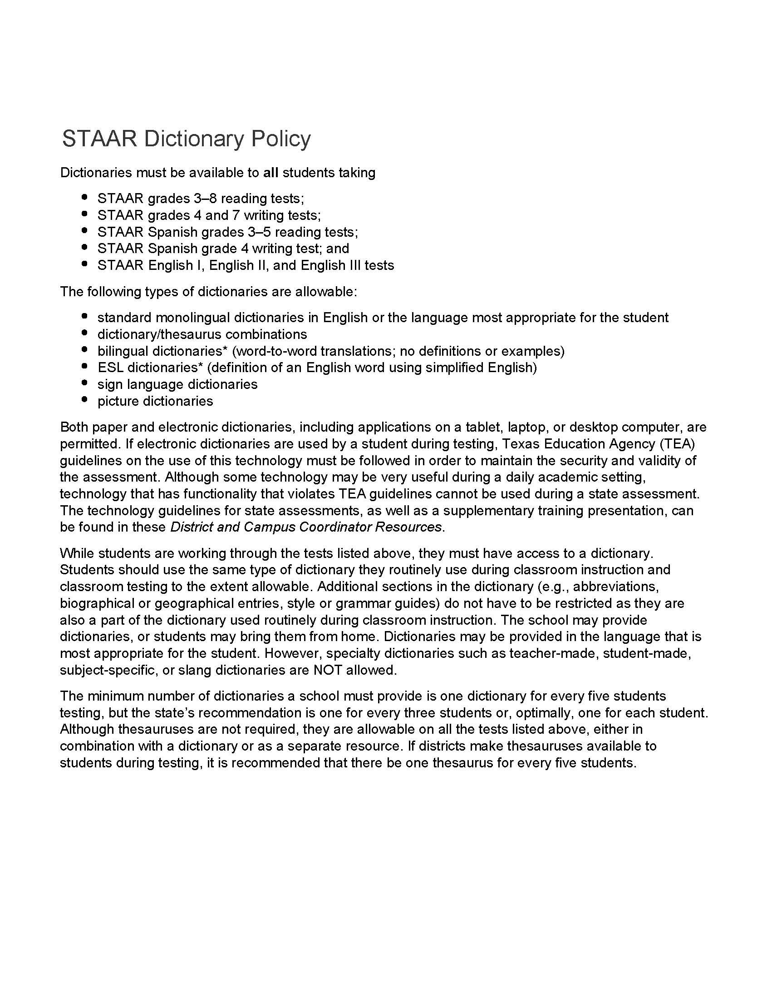 STAAR Dictionary Policy
Dictionaries must be available to all students taking
• STAAR grades 3–8 reading tests;
• STAAR grades 4 and 7 writing tests;
• STAAR Spanish grades 3–5 reading tests;
• STAAR Spanish grade 4 writing test; and
• STAAR English I, English II, and English III tests
The following types of dictionaries are allowable:
• standard monolingual dictionaries in English or the language most appropriate for the student
• dictionary/thesaurus combinations
• bilingual dictionaries* (word-to-word translations; no definitions or examples)
• ESL dictionaries* (definition of an English word using simplified English)
• sign language dictionaries
• picture dictionaries
Both paper and electronic dictionaries, including applications on a tablet, laptop, or desktop computer, are
permitted. If electronic dictionaries are used by a student during testing, Texas Education Agency (TEA)
guidelines on the use of this technology must be followed in order to maintain the security and validity of
the assessment. Although some technology may be very useful during a daily academic setting,
technology that has functionality that violates TEA guidelines cannot be used during a state assessment.
The technology guidelines for state assessments, as well as a supplementary training presentation, can
be found in these District and Campus Coordinator Resources.
While students are working through the tests listed above, they must have access to a dictionary.
Students should use the same type of dictionary they routinely use during classroom instruction and
classroom testing to the extent allowable. Additional sections in the dictionary (e.g., abbreviations,
biographical or geographical entries, style or grammar guides) do not have to be restricted as they are
also a part of the dictionary used routinely during classroom instruction. The school may provide
dictionaries, or students may bring them from home. Dictionaries may be provided in the language that is
most appropriate for the student. However, specialty dictionaries such as teacher-made, student-made,
subject-specific, or slang dictionaries are NOT allowed.
The minimum number of dictionaries a school must provide is one dictionary for every five students
testing, but the state’s recommendation is one for every three students or, optimally, one for each student.
Although thesauruses are not required, they are allowable on all the tests listed above, either in
combination with a dictionary or as a separate resource. If districts make thesauruses available to
students during testing, it is recommended that there be one thesaurus for every five students.